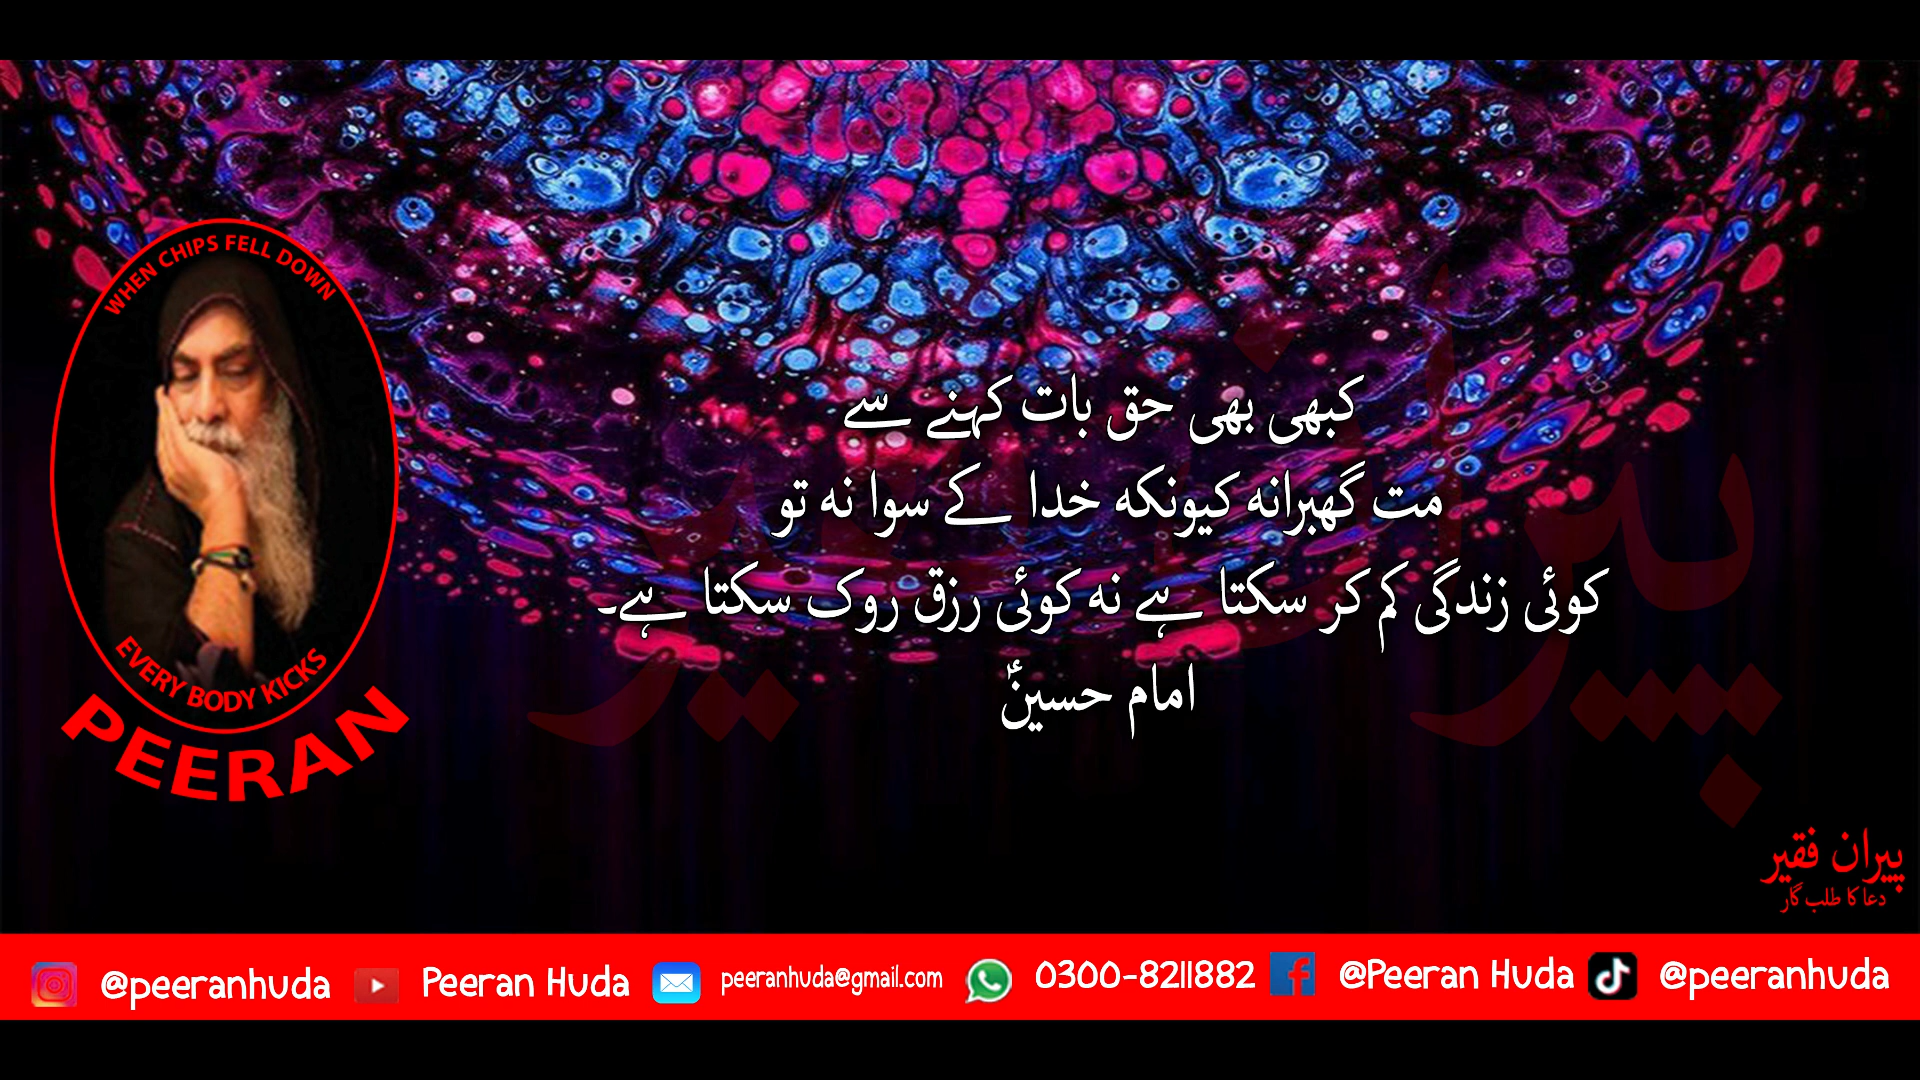 WHEN CHIPS FELL DOWN
EVERY BODY KICKS
PEERAN
کبھی بھی حق بات کہنے سے
مت گھبرانہ کیونکہ خدا کے سوا نہ تو
کوئی زندگی کم کر سکتا ہے نہ کوئی رزق روک سکتا ہے۔
امام حسینؑ
پیران فقیر
پیران فقیر
دعا کا طلب گار
@peeranhuda
Peeran Huda
peeranhuda@gmail.com
0300-8211882
@Peeran Huda
@peeranhuda